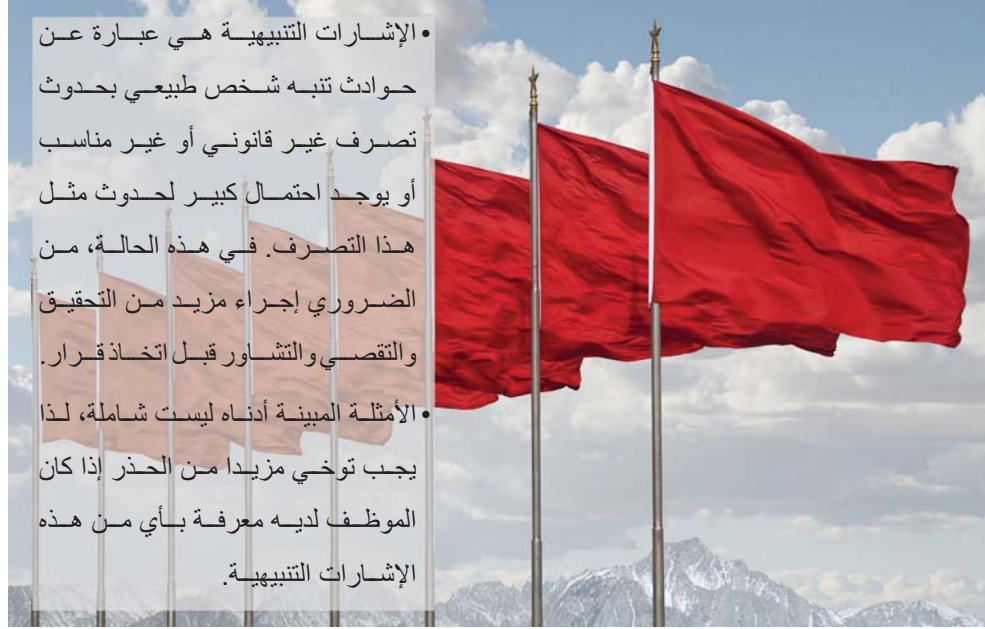 • الإشارات التنبيهية هي عبارة عن
حوادث تنبه شخص طبيعي بحدوث
تصرف غير قانوني أو غير مناسب
أو يوجد احتمال كبير لحدوث مثل
هذا التصرف. في هذه الحالة، من
الضروري إجراء مزيد من التحقيق
والتقصي والتشاور قبل اتخاذ قرار.
• الأمثلة المبينة أدناه ليست شاملة، لذا
يجب توخي مزيدا من الحذر إذا كان
الموظف لديه معرفة بأي من هذه
الإشارات التنبيهية.